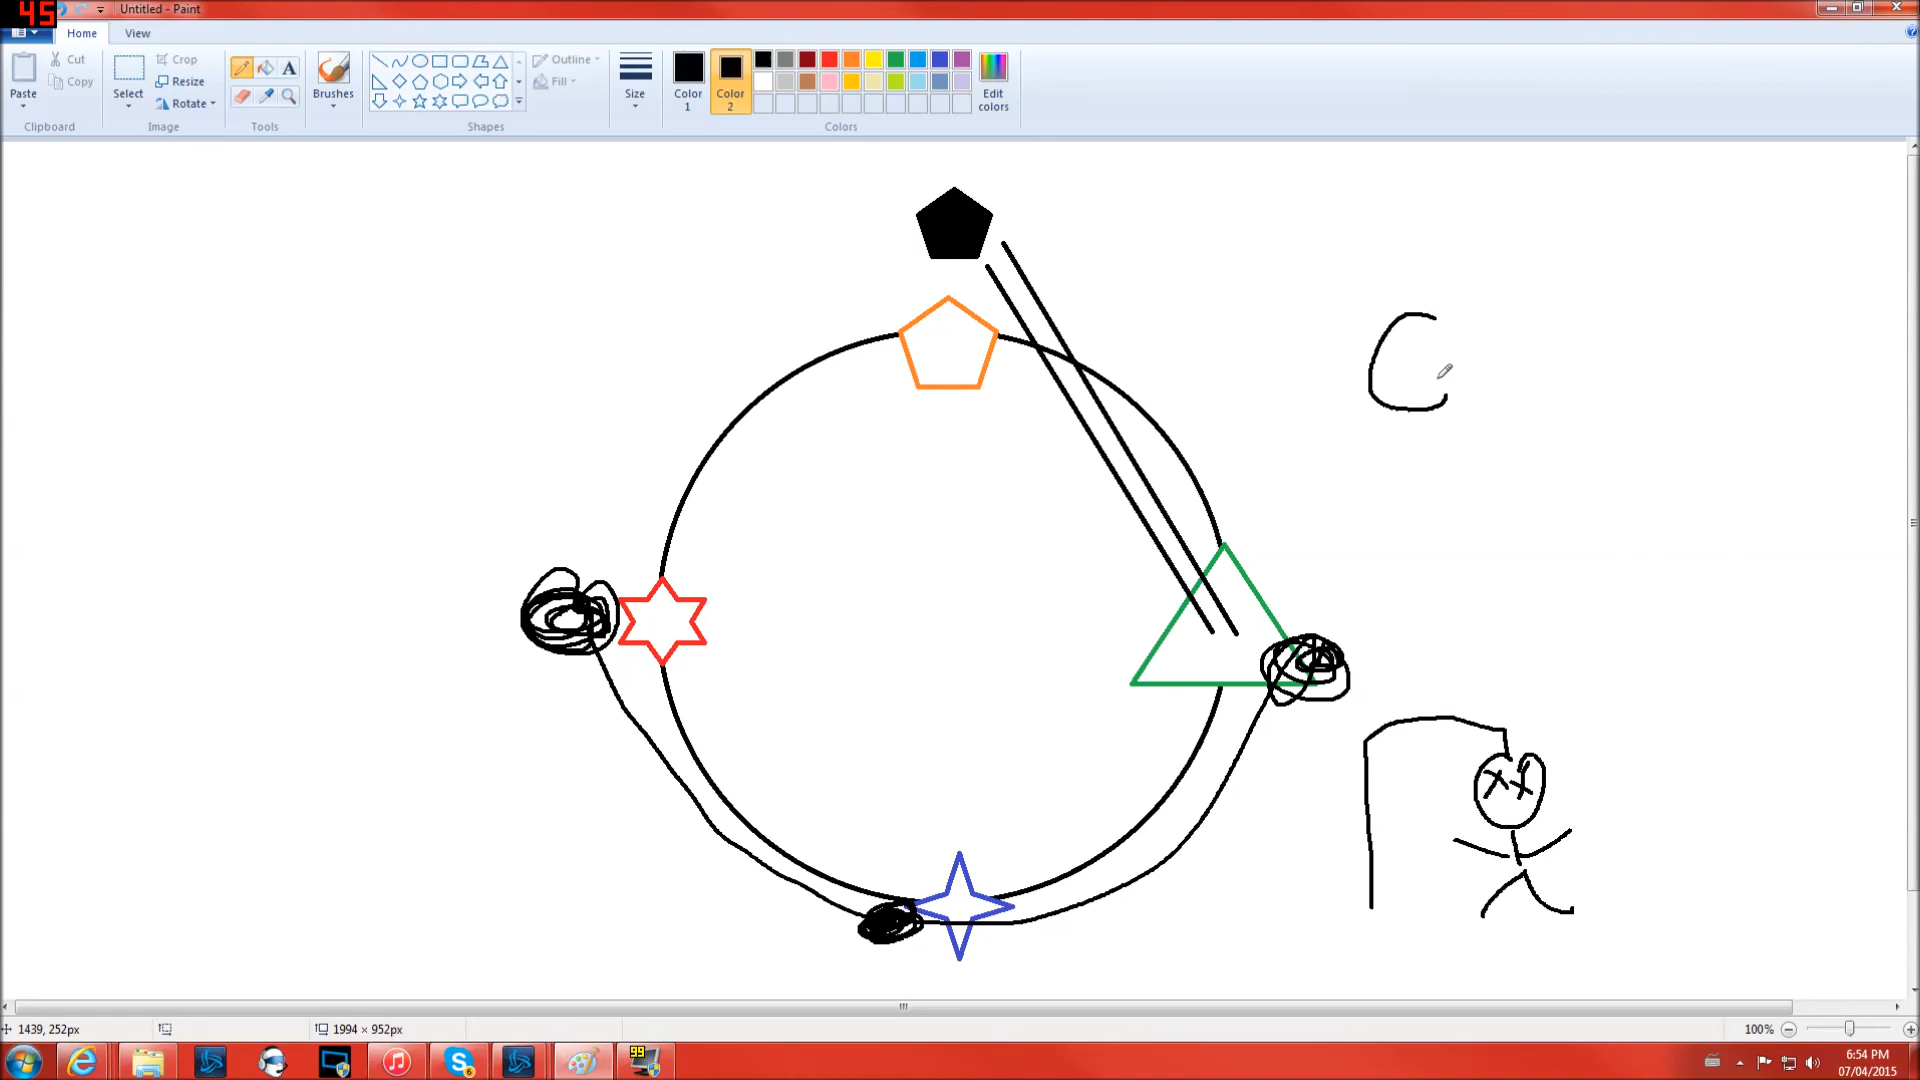 45
Untitled - Paint
Home View
Paste Cut Copy
Select Crop Resize Rotate
A
Brushes
Outline Fill
Size
Color 1 Color 2
Edit colors
Clipboard Image Tools Shapes Colors
C
1439, 252px 1994 × 952px 100%
6
99
6:54 PM
07/04/2015